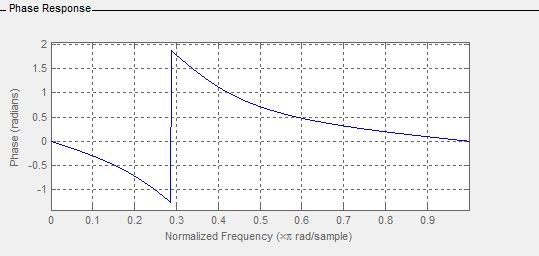 Phase Response
2
1.5
1
0.5
0
-0.5
-1
Phase (radians)
0 0.1 0.2 0.3 0.4 0.5 0.6 0.7 0.8 0.9
Normalized Frequency (×π rad/sample)